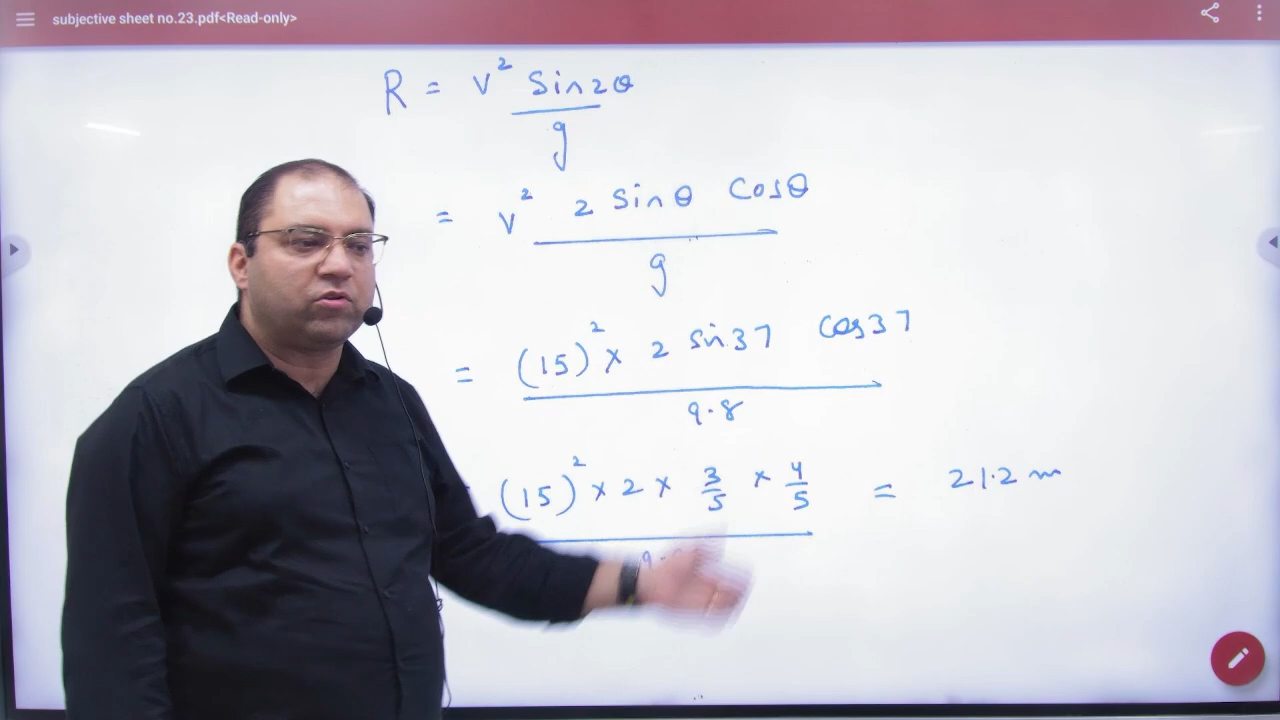 subjective sheet no.23.pdf<Read-only>
R = v² Sin2θ
g
= v² 2 Sinθ Cosθ
g
= (15)² × 2 sin37 cos37
9.8
(15)² × 2 × 3/5 × 4/5 = 21.2 m